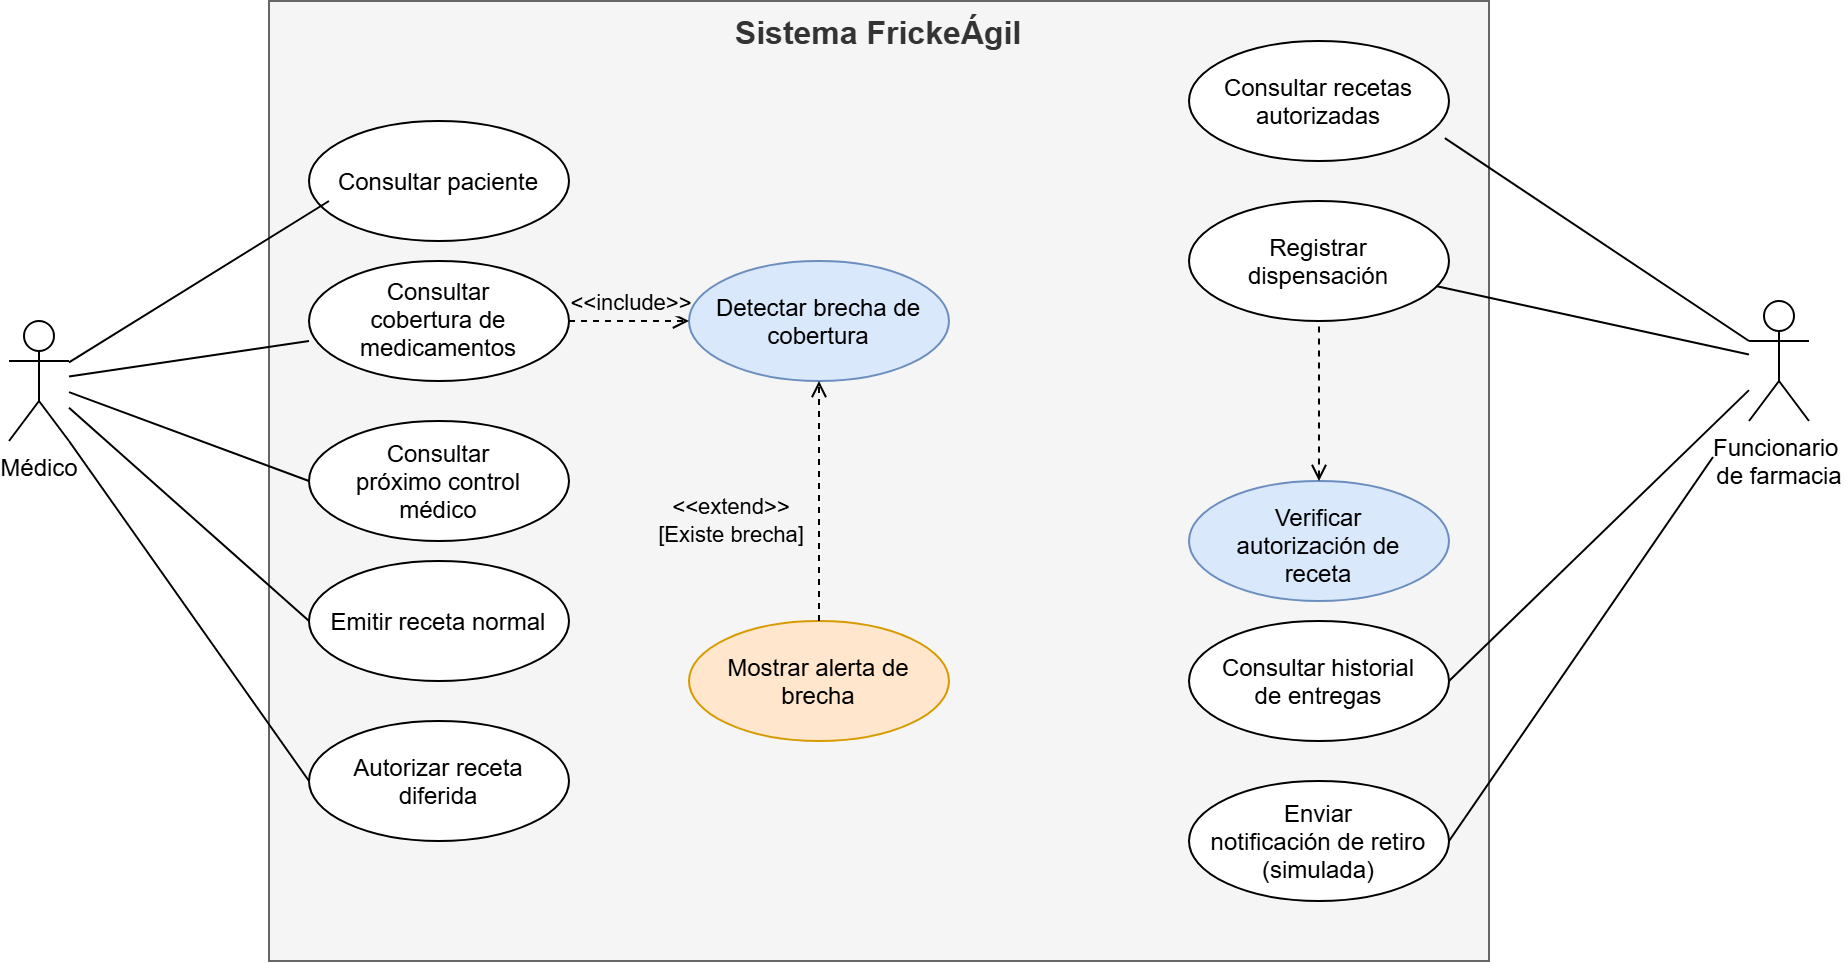 Sistema FrickeÁgil
Consultar paciente
Consultar
cobertura de
medicamentos
<<include>>
Detectar brecha de
cobertura
Consultar
próximo control
médico
Emitir receta normal
Autorizar receta
diferida
<<extend>>
[Existe brecha]
Mostrar alerta de
brecha
Consultar recetas
autorizadas
Registrar
dispensación
Verificar
autorización de
receta
Consultar historial
de entregas
Enviar
notificación de retiro
(simulada)
Médico
Funcionario
de farmacia